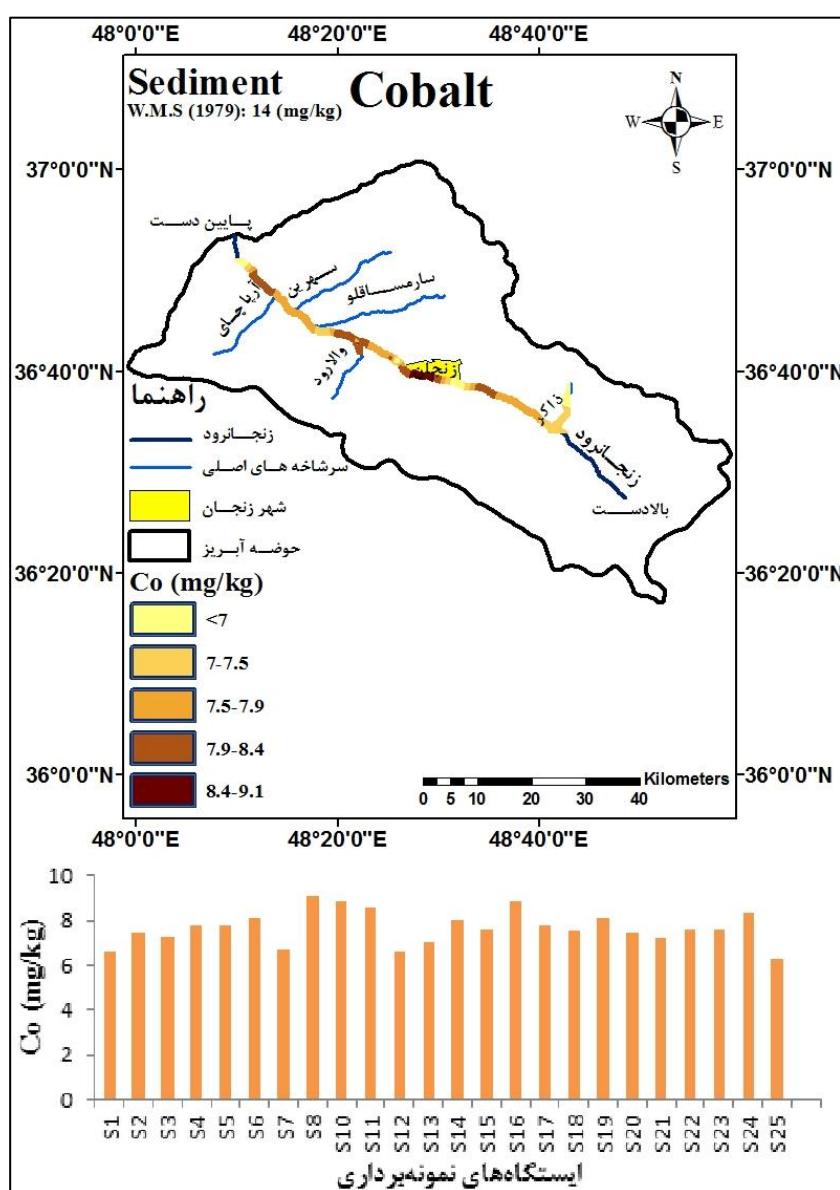 48°0'0"E 48°20'0"E 48°40'0"E
Sediment
W.M.S (1979): 14 (mg/kg)
Cobalt
N
W E
S
37°0'0"N 37°0'0"N
پایین دست
سهرین
سارمساقلو
آرپا چای
والارود
زنجان
36°40'0"N 36°40'0"N
ذاکر
زنجانرود
بالادست
راهنما
زنجانرود
سرشاخه های اصلی
شهر زنجان
حوضه آبریز
36°20'0"N 36°20'0"N
Co (mg/kg)
<7
7-7.5
7.5-7.9
7.9-8.4
8.4-9.1
36°0'0"N 36°0'0"N
Kilometers
0 5 10 20 30 40
48°0'0"E 48°20'0"E 48°40'0"E
Co (mg/kg)
10
8
6
4
2
0
S1 S2 S3 S4 S5 S6 S7 S8 S10 S11 S12 S13 S14 S15 S16 S17 S18 S19 S20 S21 S22 S23 S24 S25
ایستگاه‌های نمونه‌برداری